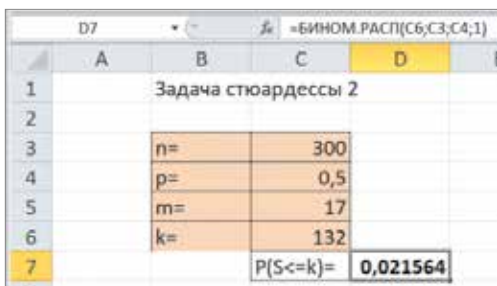 D7 fx =БИНОМ.РАСП(C6;C3;C4;1)
A B C D
1 Задача стюардессы 2
2
3 n= 300
4 p= 0,5
5 m= 17
6 k= 132
7 P(S<=k)= 0,021564